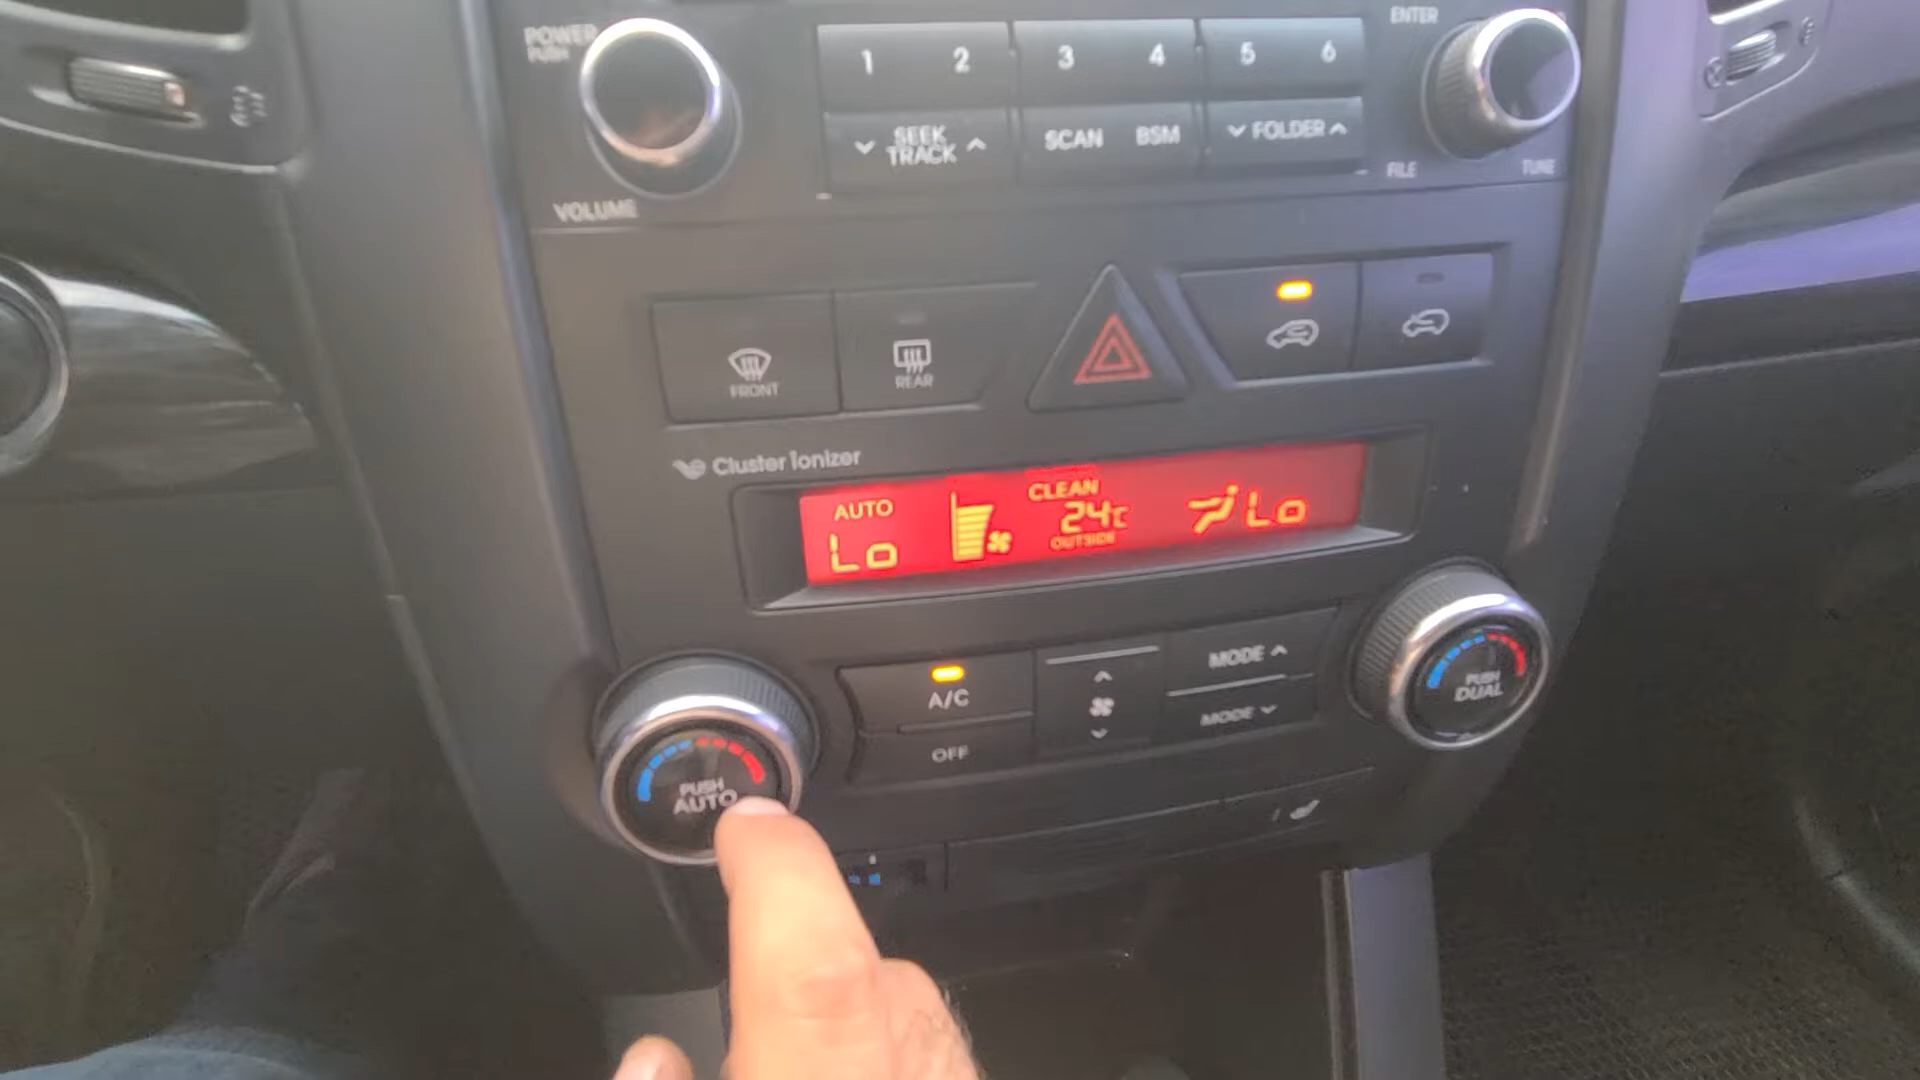 POWER
PUSH
VOLUME
1 2 3 4 5 6
SEEK
TRACK
SCAN BSM FOLDER
ENTER
FILE TUNE
FRONT
REAR
Cluster ionizer
AUTO
Lo
CLEAN
24c
OUTSIDE
Lo
PUSH
AUTO
A/C
OFF
MODE
MODE
PUSH
DUAL